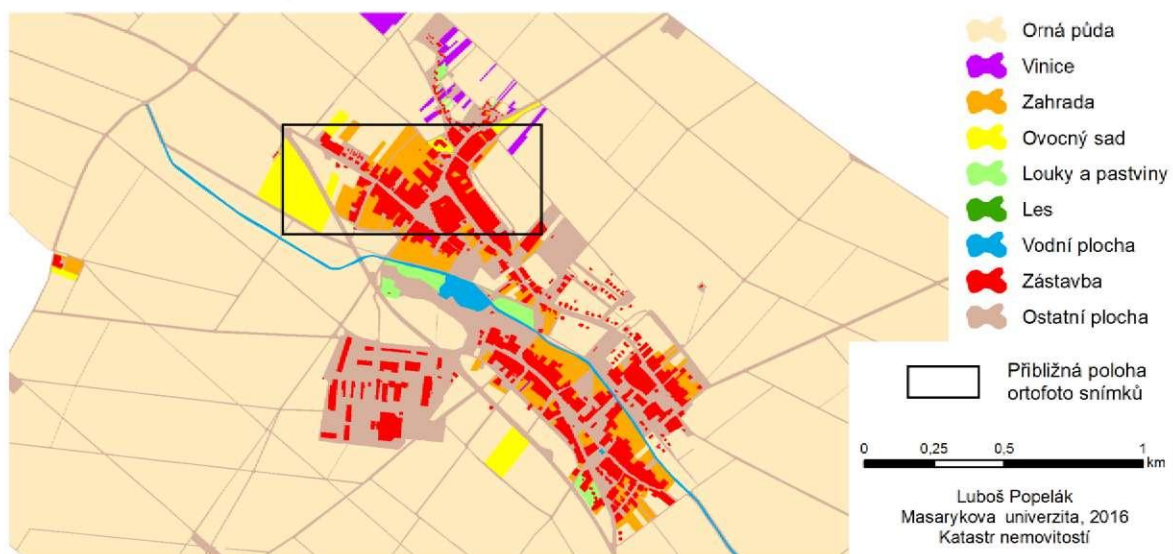 Orná půda
Vinice
Zahrada
Ovocný sad
Louky a pastviny
Les
Vodní plocha
Zástavba
Ostatní plocha
Přibližná poloha
ortofoto snímků
0 0,25 0,5 1
km
Luboš Popelák
Masarykova univerzita, 2016
Katastr nemovitostí